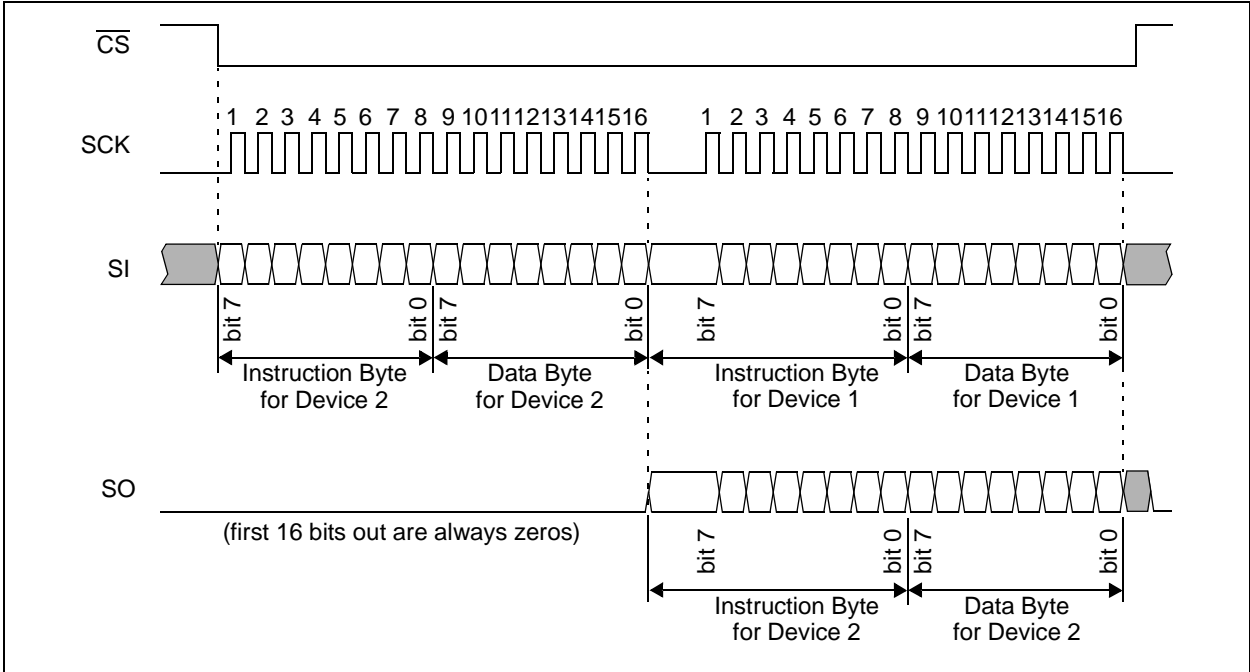 CS
1 2 3 4 5 6 7 8 9 10 11 12 13 14 15 16 1 2 3 4 5 6 7 8 9 10 11 12 13 14 15 16
SCK
SI
bit 7 bit 0 bit 7 bit 0 bit 7 bit 0 bit 7 bit 0
Instruction Byte Data Byte Instruction Byte Data Byte
for Device 2 for Device 2 for Device 1 for Device 1
SO
(first 16 bits out are always zeros)
bit 7 bit 0 bit 7 bit 0
Instruction Byte Data Byte
for Device 2 for Device 2